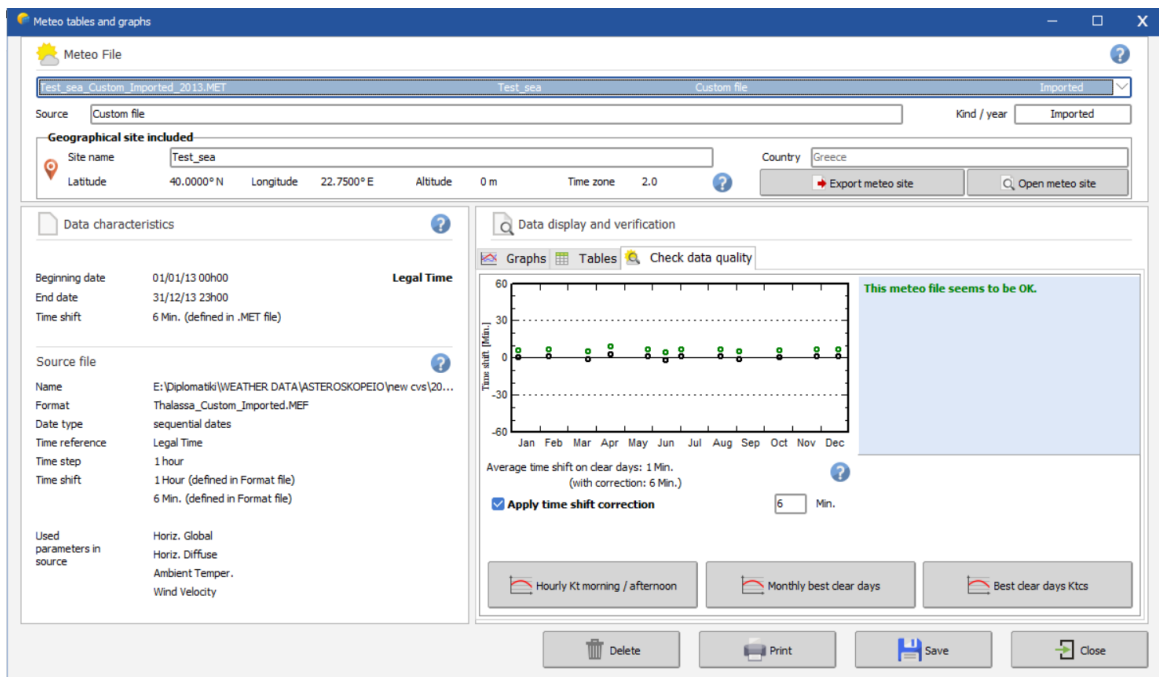 Meteo tables and graphs
Meteo File
Test_sea_Custom_Imported_2013.MET Test_sea Custom file Imported
Source Custom file Kind / year Imported
Geographical site included
Site name Test_sea Country Greece
Latitude 40.0000° N Longitude 22.7500° E Altitude 0 m Time zone 2.0 Export meteo site Open meteo site
Data characteristics
Beginning date 01/01/13 00h00 Legal Time
End date 31/12/13 23h00
Time shift 6 Min. (defined in .MET file)
Source file
Name E:\Diplomatiki\WEATHER DATA\ASTEROSKOPEIO\new cvs\20...
Format Thalassa_Custom_Imported.MEF
Date type sequential dates
Time reference Legal Time
Time step 1 hour
Time shift 1 Hour (defined in Format file)
6 Min. (defined in Format file)
Used parameters in source
Horiz. Global
Horiz. Diffuse
Ambient Temper.
Wind Velocity
Data display and verification
Graphs Tables Check data quality
60
30
0
-30
-60
Time shift [Min.]
Jan Feb Mar Apr May Jun Jul Aug Sep Oct Nov Dec
This meteo file seems to be OK.
Average time shift on clear days: 1 Min.
(with correction: 6 Min.)
Apply time shift correction 6 Min.
Hourly Kt morning / afternoon Monthly best clear days Best clear days Ktcs
Delete Print Save Close